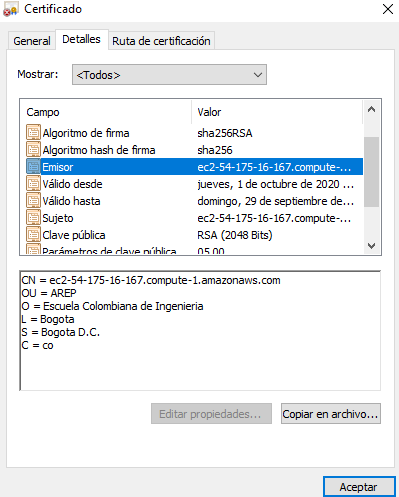 Certificado
General Detalles Ruta de certificación
Mostrar: <Todos>
Campo Valor
Algoritmo de firma sha256RSA
Algoritmo hash de firma sha256
Emisor ec2-54-175-16-167.compute-...
Válido desde jueves, 1 de octubre de 2020 ...
Válido hasta domingo, 29 de septiembre de...
Sujeto ec2-54-175-16-167.compute-...
Clave pública RSA (2048 Bits)
Parámetros de clave pública 05 00
CN = ec2-54-175-16-167.compute-1.amazonaws.com
OU = AREP
O = Escuela Colombiana de Ingenieria
L = Bogota
S = Bogota D.C.
C = co
Editar propiedades... Copiar en archivo...
Aceptar